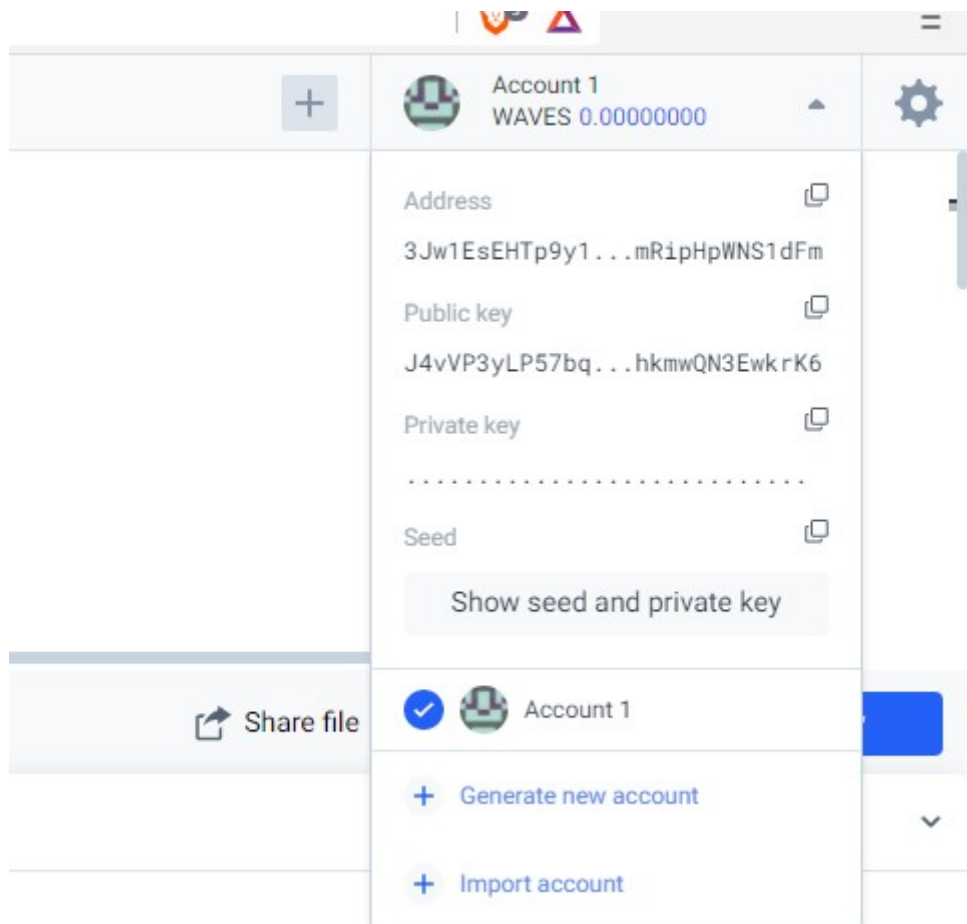 Account 1
WAVES 0.00000000
Address
3Jw1EsEHTp9y1...mRipHpWNS1dFm
Public key
J4vVP3yLP57bq...hkmwQN3EwkrK6
Private key
............................
Seed
Show seed and private key
Share file
Account 1
Generate new account
Import account